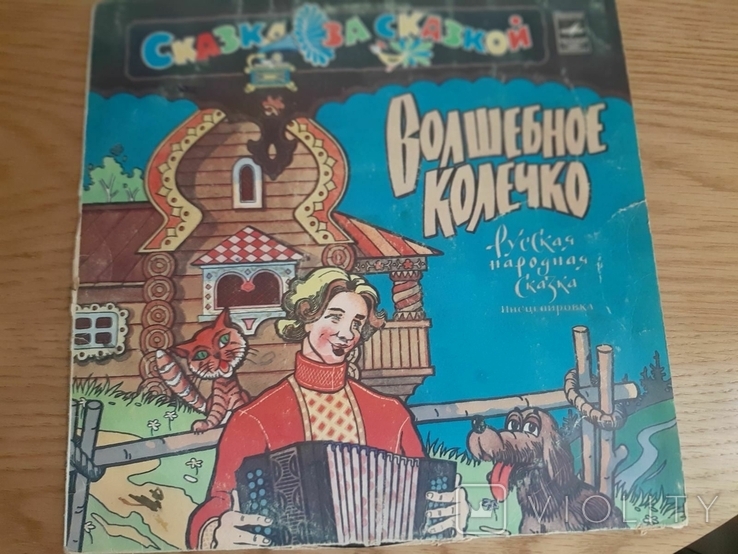 Сказка за сказкой
Волшебное
колечко
Русская
народная
сказка
Инсценировка
VIOLITY